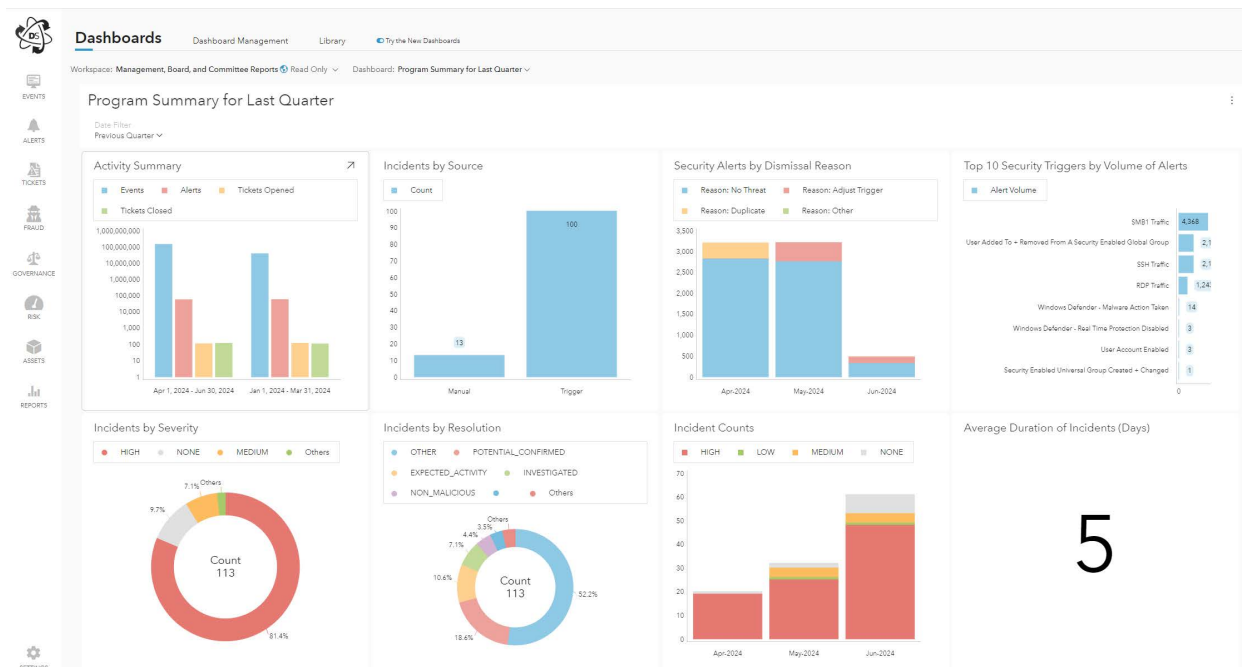 DS
Dashboards
Dashboard Management
Library
Try the New Dashboards
Workspace: Management, Board, and Committee Reports Read Only
Dashboard: Program Summary for Last Quarter
EVENTS
ALERTS
TICKETS
FRAUD
GOVERNANCE
RISK
ASSETS
REPORTS
Program Summary for Last Quarter
Date Filter
Previous Quarter
Activity Summary
Events
Alerts
Tickets Opened
Tickets Closed
1,000,000,000
100,000,000
10,000,000
1,000,000
100,000
10,000
1,000
100
10
1
Apr 1, 2024 - Jun 30, 2024
Jan 1, 2024 - Mar 31, 2024
Incidents by Source
Count
100
90
80
70
60
50
40
30
20
10
0
13
100
Manual
Trigger
Security Alerts by Dismissal Reason
Reason: No Threat
Reason: Adjust Trigger
Reason: Duplicate
Reason: Other
3,500
3,000
2,500
2,000
1,500
1,000
500
0
Apr-2024
May-2024
Jun-2024
Top 10 Security Triggers by Volume of Alerts
Alert Volume
SMB1 Traffic 4,368
User Added To + Removed From A Security Enabled Global Group 2,1
SSH Traffic 2,1
RDP Traffic 1,24
Windows Defender - Malware Action Taken 14
Windows Defender - Real Time Protection Disabled 3
User Account Enabled 3
Security Enabled Universal Group Created + Changed 1
0
Incidents by Severity
HIGH
NONE
MEDIUM
Others
Others
7.1%
9.7%
Count
113
81.4%
Incidents by Resolution
OTHER
POTENTIAL_CONFIRMED
EXPECTED_ACTIVITY
INVESTIGATED
NON_MALICIOUS
Others
Others
3.5%
4.4%
7.1%
10.6%
Count
113
52.2%
18.6%
Incident Counts
HIGH
LOW
MEDIUM
NONE
70
60
50
40
30
20
10
0
Apr-2024
May-2024
Jun-2024
Average Duration of Incidents (Days)
5